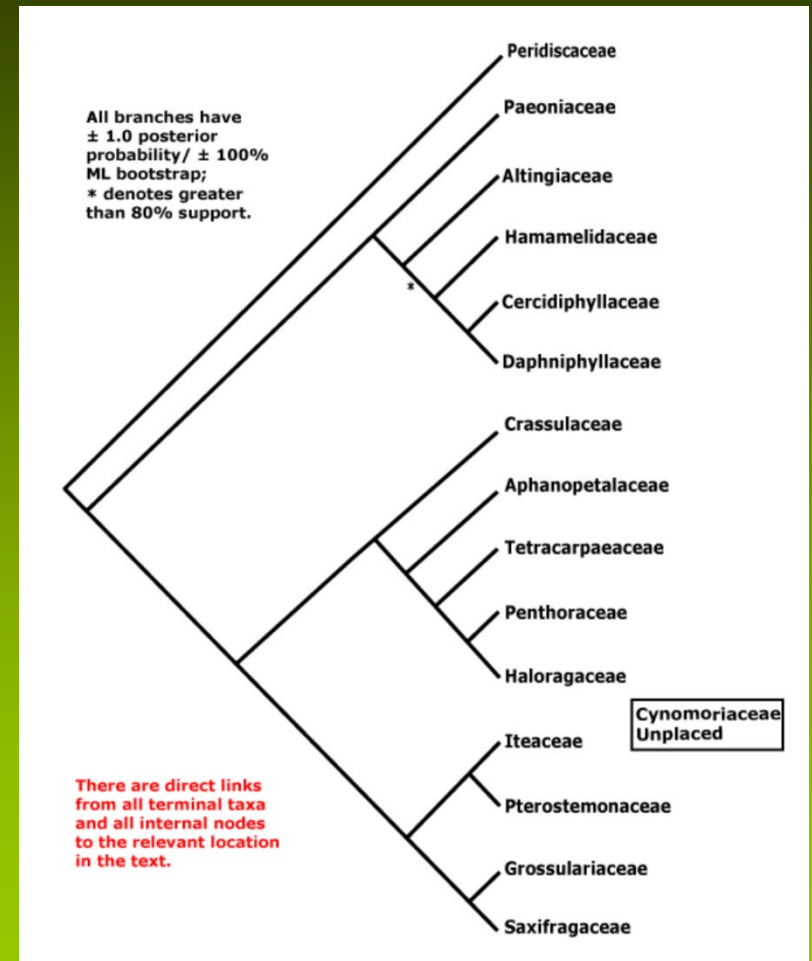 Peridiscaceae
All branches have
± 1.0 posterior
probability/ ± 100%
ML bootstrap;
* denotes greater
than 80% support.
Paeoniaceae
Altingiaceae
Hamamelidaceae
*
Cercidiphyllaceae
Daphniphyllaceae
Crassulaceae
Aphanopetalaceae
Tetracarpaeaceae
Penthoraceae
Haloragaceae
Cynomoriaceae
Unplaced
Iteaceae
There are direct links
from all terminal taxa
and all internal nodes
to the relevant location
in the text.
Pterostemonaceae
Grossulariaceae
Saxifragaceae